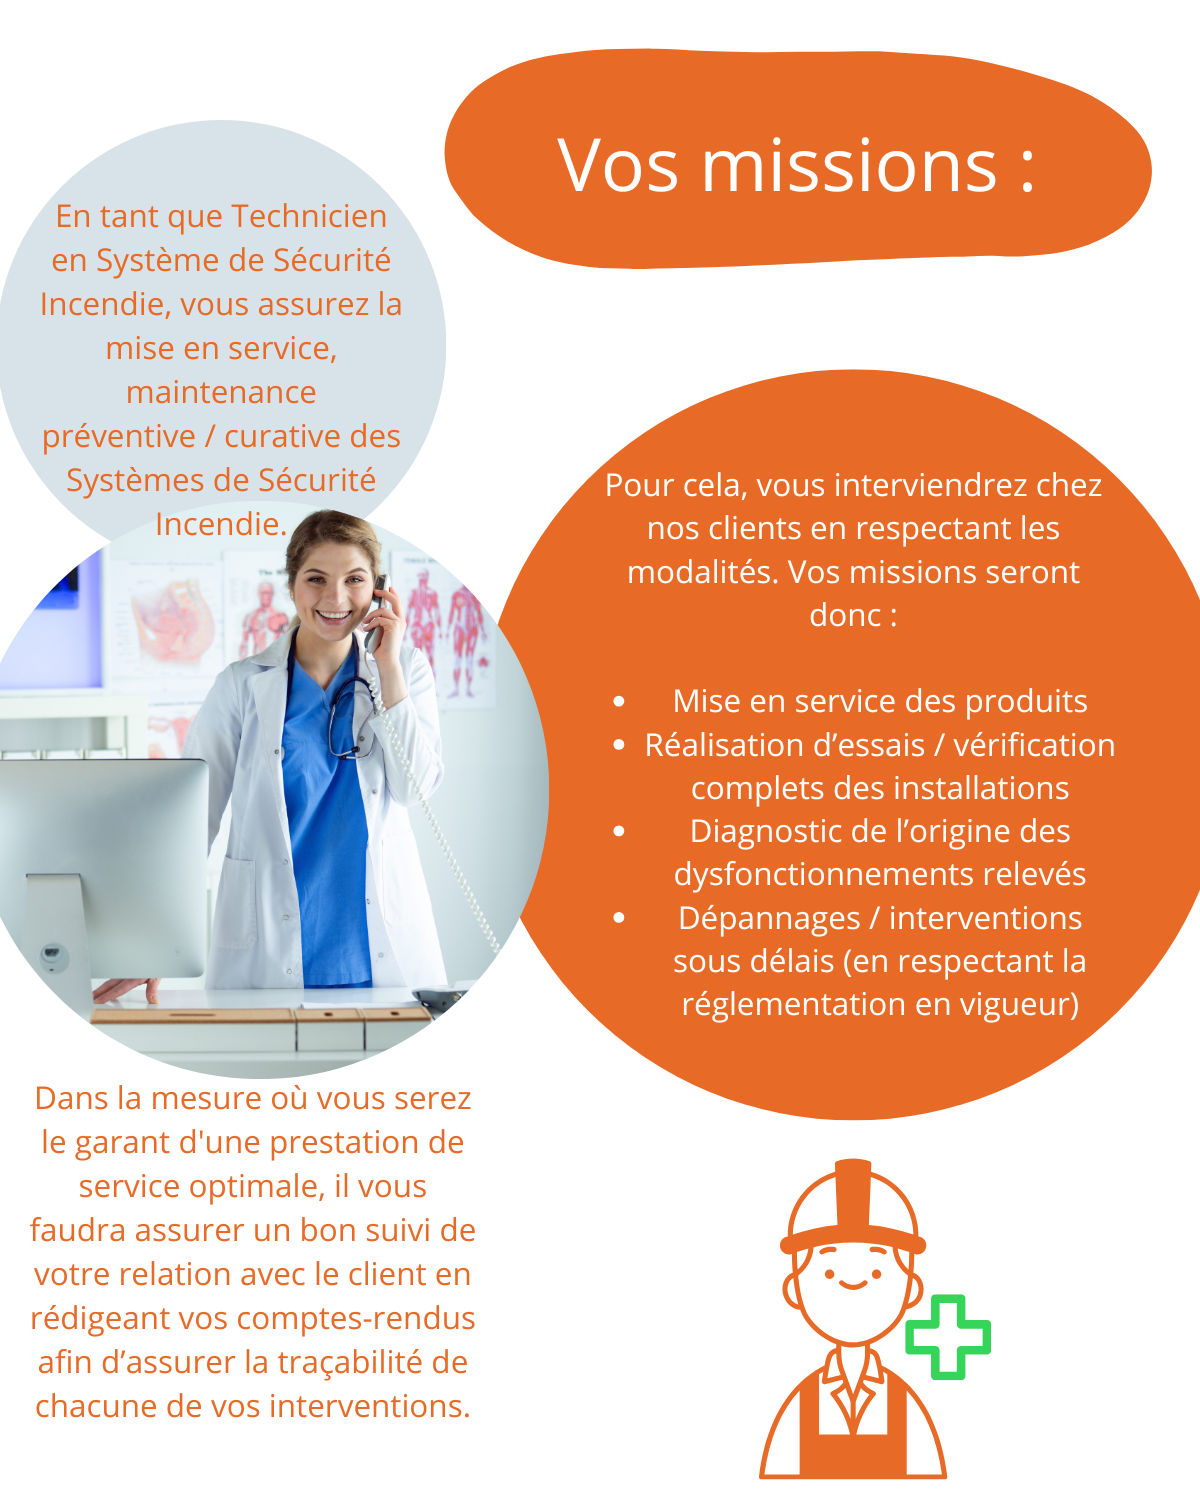 Vos missions :
En tant que Technicien
en Système de Sécurité
Incendie, vous assurez la
mise en service,
maintenance
préventive / curative des
Systèmes de Sécurité
Incendie.
Pour cela, vous interviendrez chez
nos clients en respectant les
modalités. Vos missions seront
donc :
• Mise en service des produits
• Réalisation d’essais / vérification
complets des installations
• Diagnostic de l’origine des
dysfonctionnements relevés
• Dépannages / interventions
sous délais (en respectant la
réglementation en vigueur)
Dans la mesure où vous serez
le garant d'une prestation de
service optimale, il vous
faudra assurer un bon suivi de
votre relation avec le client en
rédigeant vos comptes-rendus
afin d’assurer la traçabilité de
chacune de vos interventions.